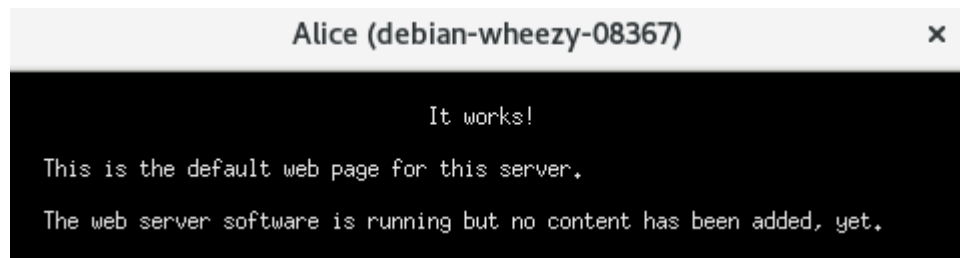 Alice (debian-wheezy-08367)
It works!
This is the default web page for this server.
The web server software is running but no content has been added, yet.